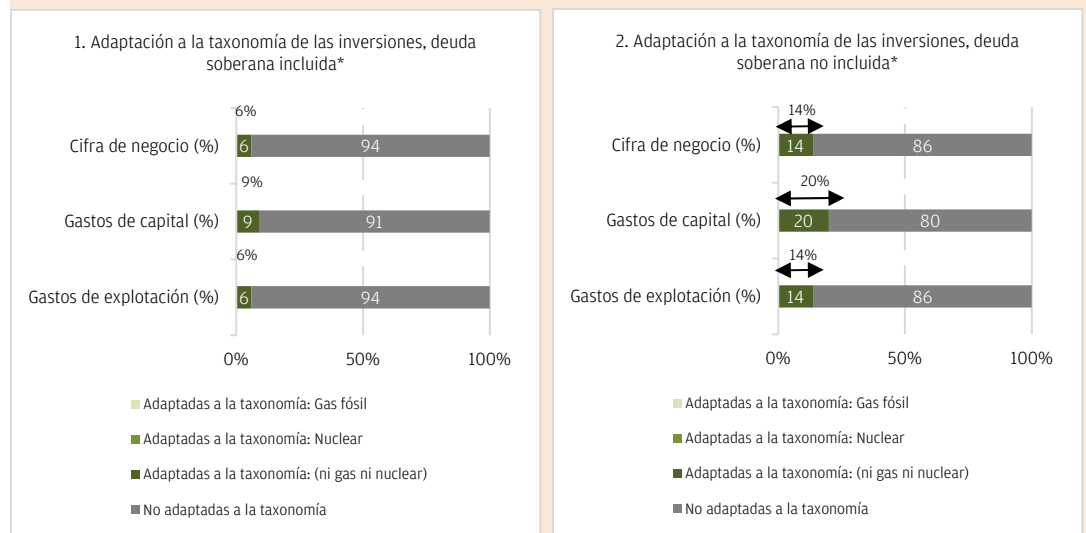 1. Adaptación a la taxonomía de las inversiones, deuda
soberana incluida*
6%
Cifra de negocio (%) 6 94
9%
Gastos de capital (%) 9 91
6%
Gastos de explotación (%) 6 94
0% 50% 100%
Adaptadas a la taxonomía: Gas fósil
Adaptadas a la taxonomía: Nuclear
Adaptadas a la taxonomía: (ni gas ni nuclear)
No adaptadas a la taxonomía
2. Adaptación a la taxonomía de las inversiones, deuda
soberana no incluida*
14%
Cifra de negocio (%) 14 86
20%
Gastos de capital (%) 20 80
14%
Gastos de explotación (%) 14 86
0% 50% 100%
Adaptadas a la taxonomía: Gas fósil
Adaptadas a la taxonomía: Nuclear
Adaptadas a la taxonomía: (ni gas ni nuclear)
No adaptadas a la taxonomía